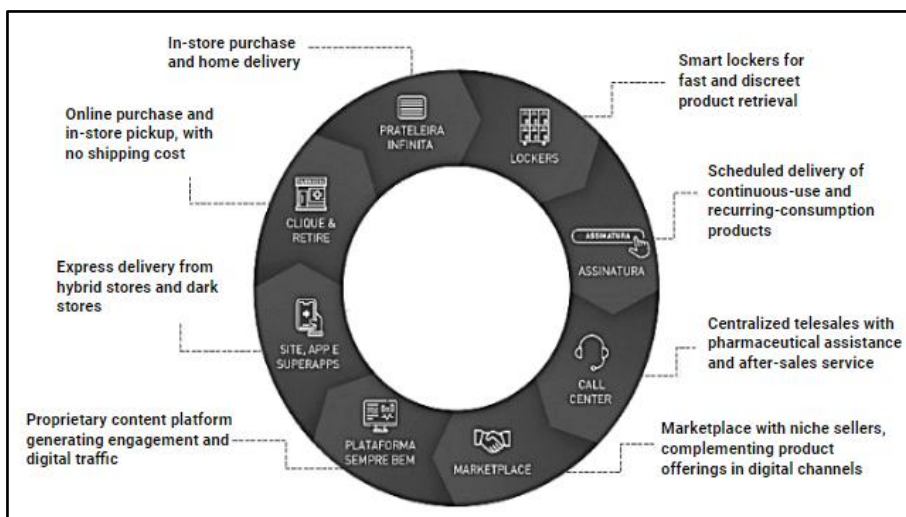 In-store purchase
and home delivery
PRATELEIRA
INFINITA
Smart lockers for
fast and discreet
product retrieval
LOCKERS
Online purchase and
in-store pickup, with
no shipping cost
CLIQUE &
RETIRE
Scheduled delivery of
continuous-use and
recurring-consumption
products
ASSINATURA
ASSINATURA
Express delivery from
hybrid stores and dark
stores
SITE, APP E
SUPERAPPS
Centralized telesales with
pharmaceutical assistance
and after-sales service
CALL
CENTER
Proprietary content platform
generating engagement and
digital traffic
PLATAFORMA
SEMPRE BEM
Marketplace with niche sellers,
complementing product
offerings in digital channels
MARKETPLACE